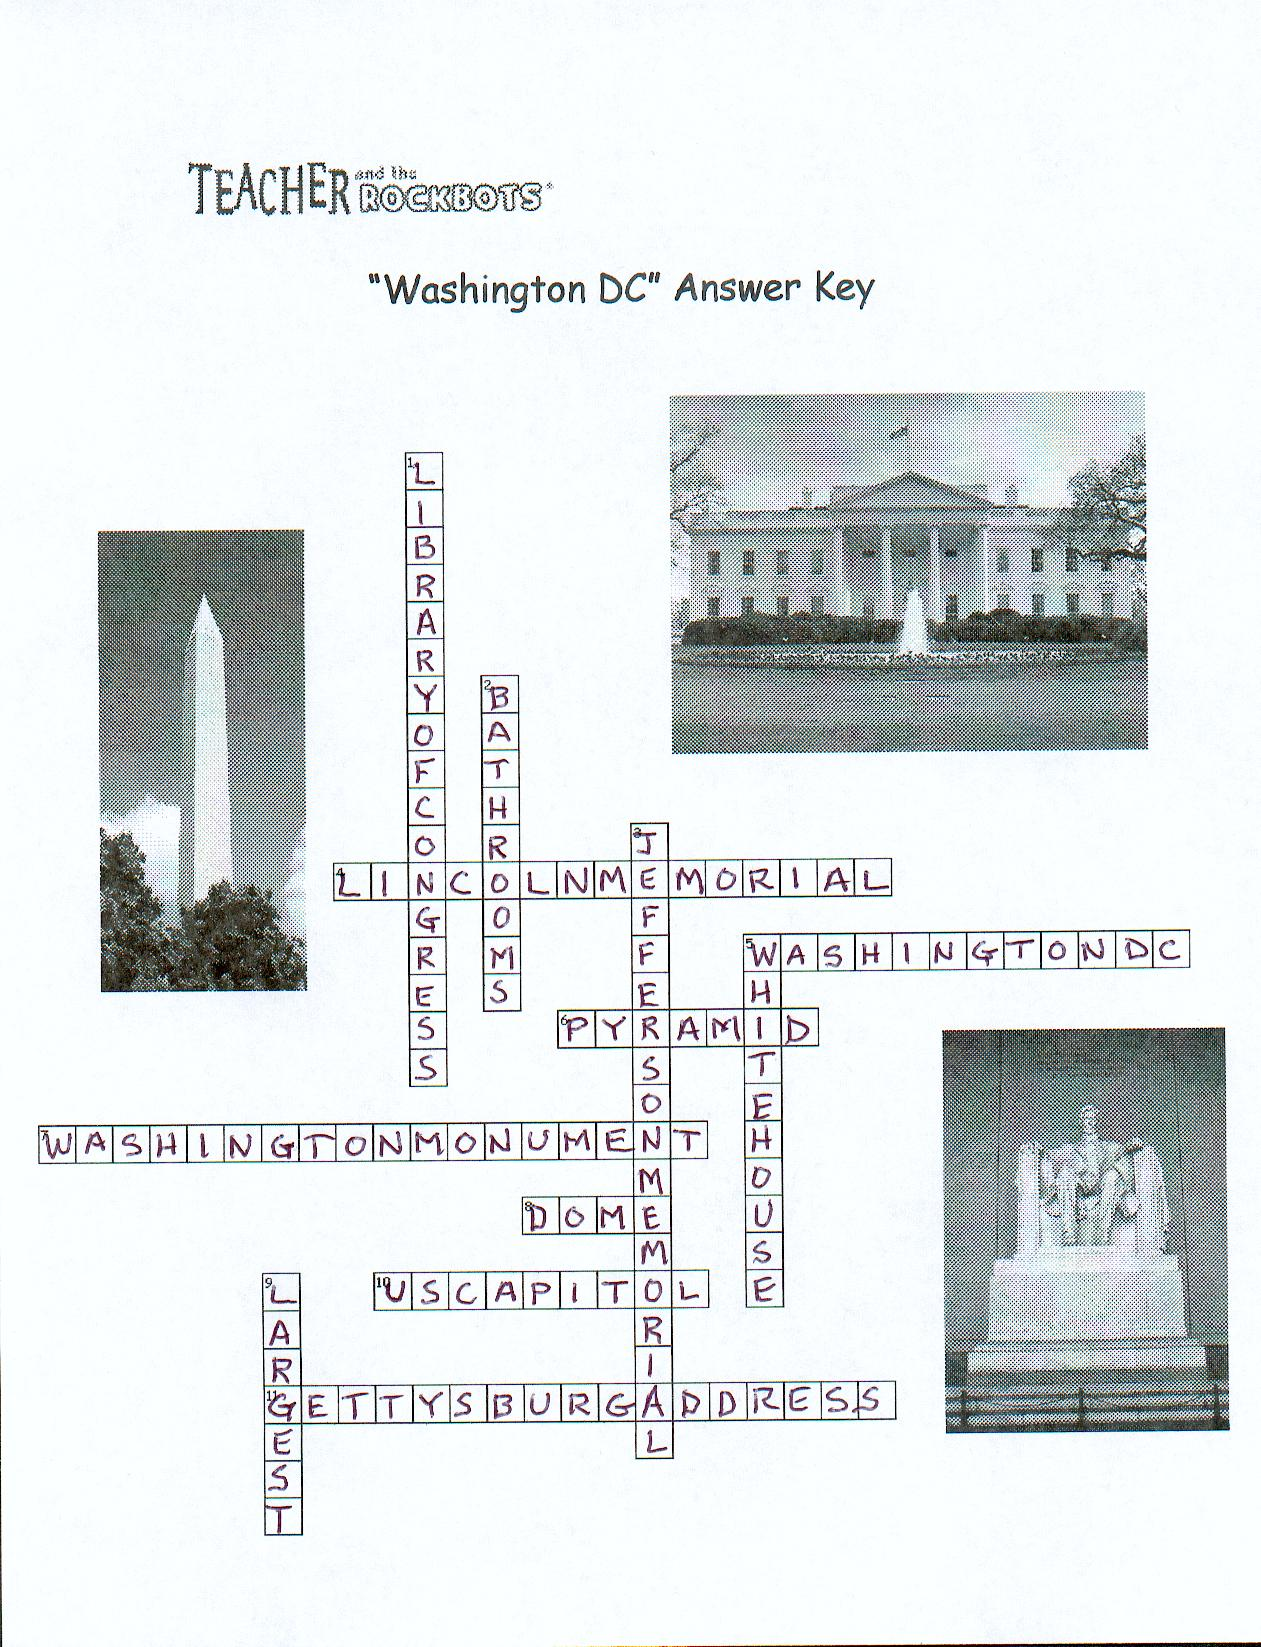 TEACHER and the ROCKBOTS
"Washington DC" Answer Key
1 LIBRARYOFCONGRESS
2 BATHROOMS
3 JEFFERSONMEMORIAL
4 LINCOLNMEMORIAL
5 WASHINGTONDC
WHITEHOUSE
6 PYRAMID
7 WASHINGTONMONUMENT
8 DOME
9 LARGEST
10 USCAPITOL
11 GETTYSBURGADDRESS